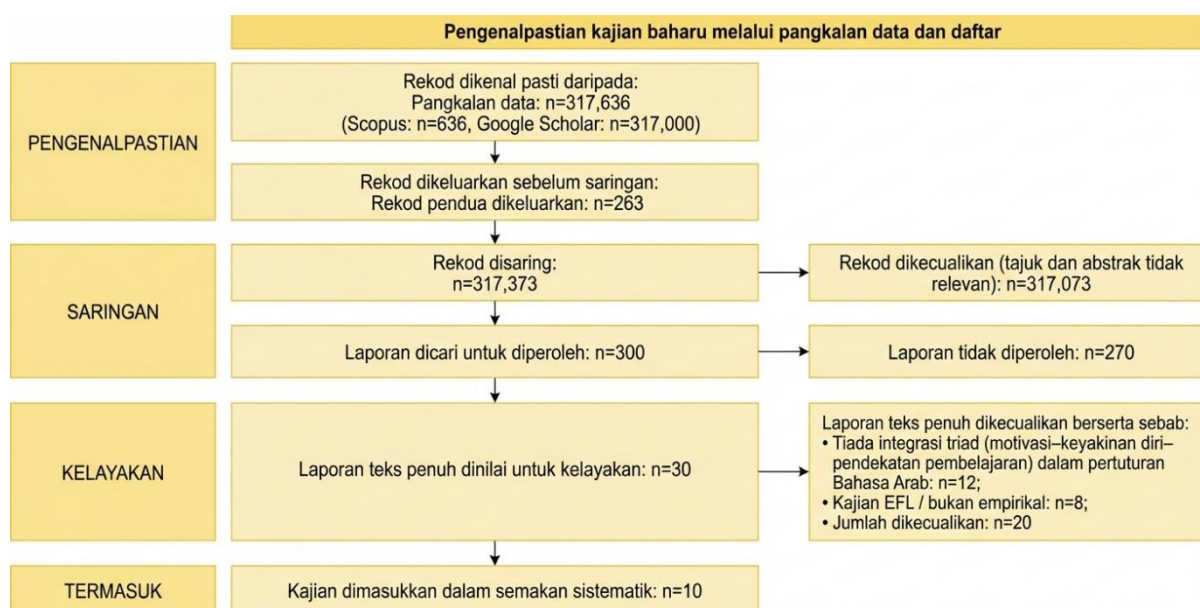 Pengenalpastian kajian baharu melalui pangkalan data dan daftar
PENGENALPASTIAN
Rekod dikenal pasti daripada:
Pangkalan data: n=317,636
(Scopus: n=636, Google Scholar: n=317,000)
Rekod dikeluarkan sebelum saringan:
Rekod pendua dikeluarkan: n=263
SARINGAN
Rekod disaring:
n=317,373
Rekod dikecualikan (tajuk dan abstrak tidak
relevan): n=317,073
Laporan dicari untuk diperoleh: n=300
Laporan tidak diperoleh: n=270
KELAYAKAN
Laporan teks penuh dinilai untuk kelayakan: n=30
Laporan teks penuh dikecualikan berserta sebab:
• Tiada integrasi triad (motivasi–keyakinan diri–
pendekatan pembelajaran) dalam pertuturan
Bahasa Arab: n=12;
• Kajian EFL / bukan empirikal: n=8;
• Jumlah dikecualikan: n=20
TERMASUK
Kajian dimasukkan dalam semakan sistematik: n=10